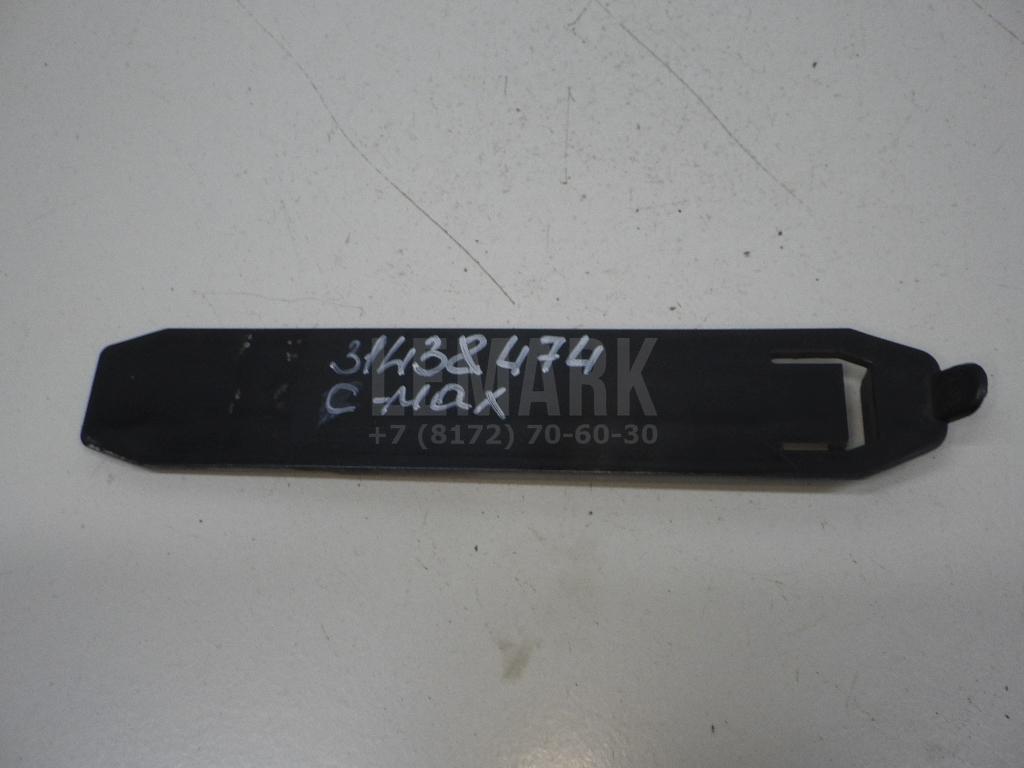 31438474
LEMARK
C-MAX
+7 (8172) 70-60-30